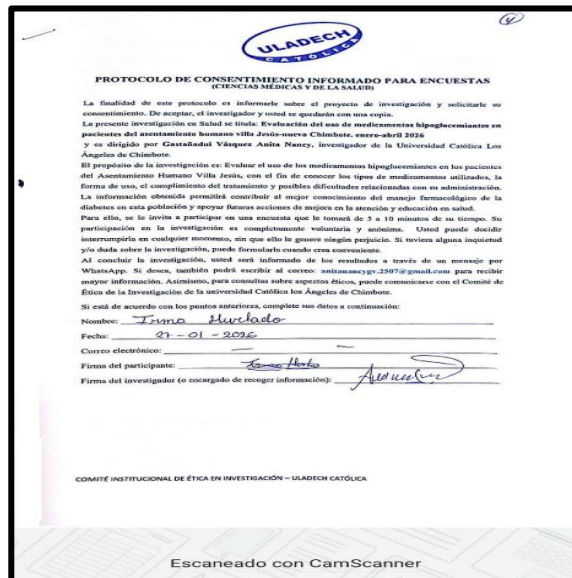 4
ULADECH
CATÓLICA
PROTOCOLO DE CONSENTIMIENTO INFORMADO PARA ENCUESTAS
(CIENCIAS MÉDICAS Y DE LA SALUD)
La finalidad de este protocolo es informarle sobre el proyecto de investigación y solicitarle su
consentimiento. De aceptar, el investigador y usted se quedarán con una copia.
La presente investigación en Salud se titula: Evaluación del uso de medicamentos hipoglucemiantes en
pacientes del asentamiento humano villa Jesús-nuevo Chimbote. enero-abril 2026
y es dirigido por Gastañadui Vásquez Anita Nancy, investigador de la Universidad Católica Los
Ángeles de Chimbote.
El propósito de la investigación es: Evaluar el uso de los medicamentos hipoglucemiantes en los pacientes
del Asentamiento Humano Villa Jesús, con el fin de conocer los tipos de medicamentos utilizados, la
forma de uso, el cumplimiento del tratamiento y posibles dificultades relacionadas con su administración.
La información obtenida permitirá contribuir al mejor conocimiento del manejo farmacológico de la
diabetes en esta población y apoyar futuras acciones de mejora en la atención y educación en salud.
Para ello, se le invita a participar en una encuesta que le tomará de 5 a 10 minutos de su tiempo. Su
participación en la investigación es completamente voluntaria y anónima. Usted puede decidir
interrumpirla en cualquier momento, sin que ello le genere ningún perjuicio. Si tuviera alguna inquietud
y/o duda sobre la investigación, puede formularla cuando crea conveniente.
Al concluir la investigación, usted será informado de los resultados a través de un mensaje por
WhatsApp. Si desea, también podrá escribir al correo: anitanancygv.2507@gmail.com para recibir
mayor información. Asimismo, para consultas sobre aspectos éticos, puede comunicarse con el Comité de
Ética de la Investigación de la universidad Católica los Ángeles de Chimbote.
Si está de acuerdo con los puntos anteriores, complete sus datos a continuación:
Nombre: Irma Hurtado
Fecha: 27-01-2026
Correo electrónico:
Firma del participante:
Firma del investigador (o encargado de recoger información):
COMITÉ INSTITUCIONAL DE ÉTICA EN INVESTIGACIÓN – ULADECH CATÓLICA
Escaneado con CamScanner